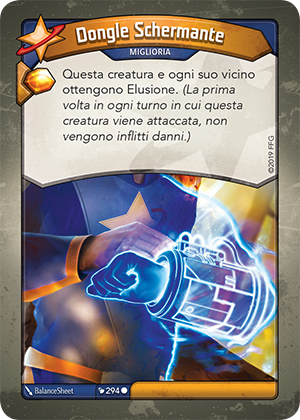 Dongle Schermante
MIGLIORIA
Questa creatura e ogni suo vicino
ottengono Elusione. (La prima
volta in ogni turno in cui questa
creatura viene attaccata, non
vengono inflitti danni.)
©2019 FFG
BalanceSheet
294